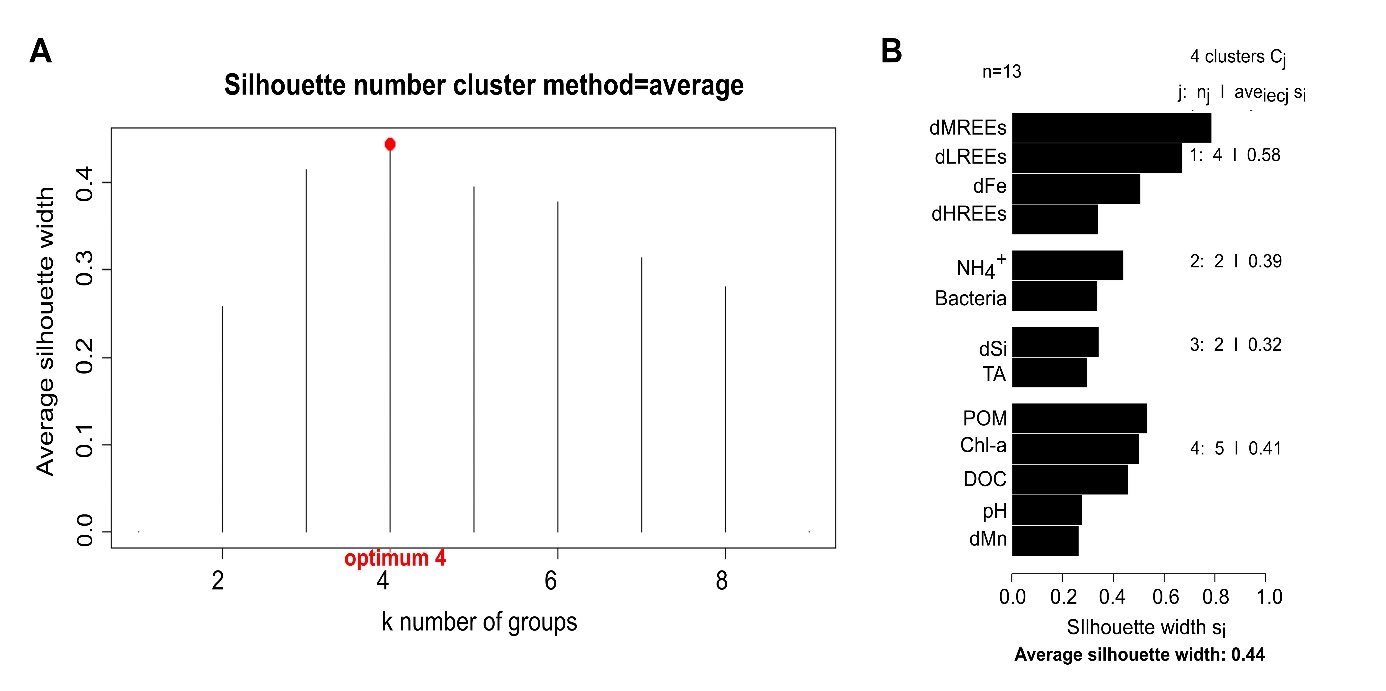 A
Silhouette number cluster method=average
Average silhouette width
0.4
0.3
0.2
0.1
0.0
optimum 4
2 4 6 8
k number of groups
B
n=13
4 clusters Cj
j: nj | aveiecj si
dMREEs
dLREEs 1: 4 | 0.58
dFe
dHREEs
NH4+ 2: 2 | 0.39
Bacteria
dSi 3: 2 | 0.32
TA
POM
Chl-a 4: 5 | 0.41
DOC
pH
dMn
0.0 0.2 0.4 0.6 0.8 1.0
SIlhouette width si
Average silhouette width: 0.44